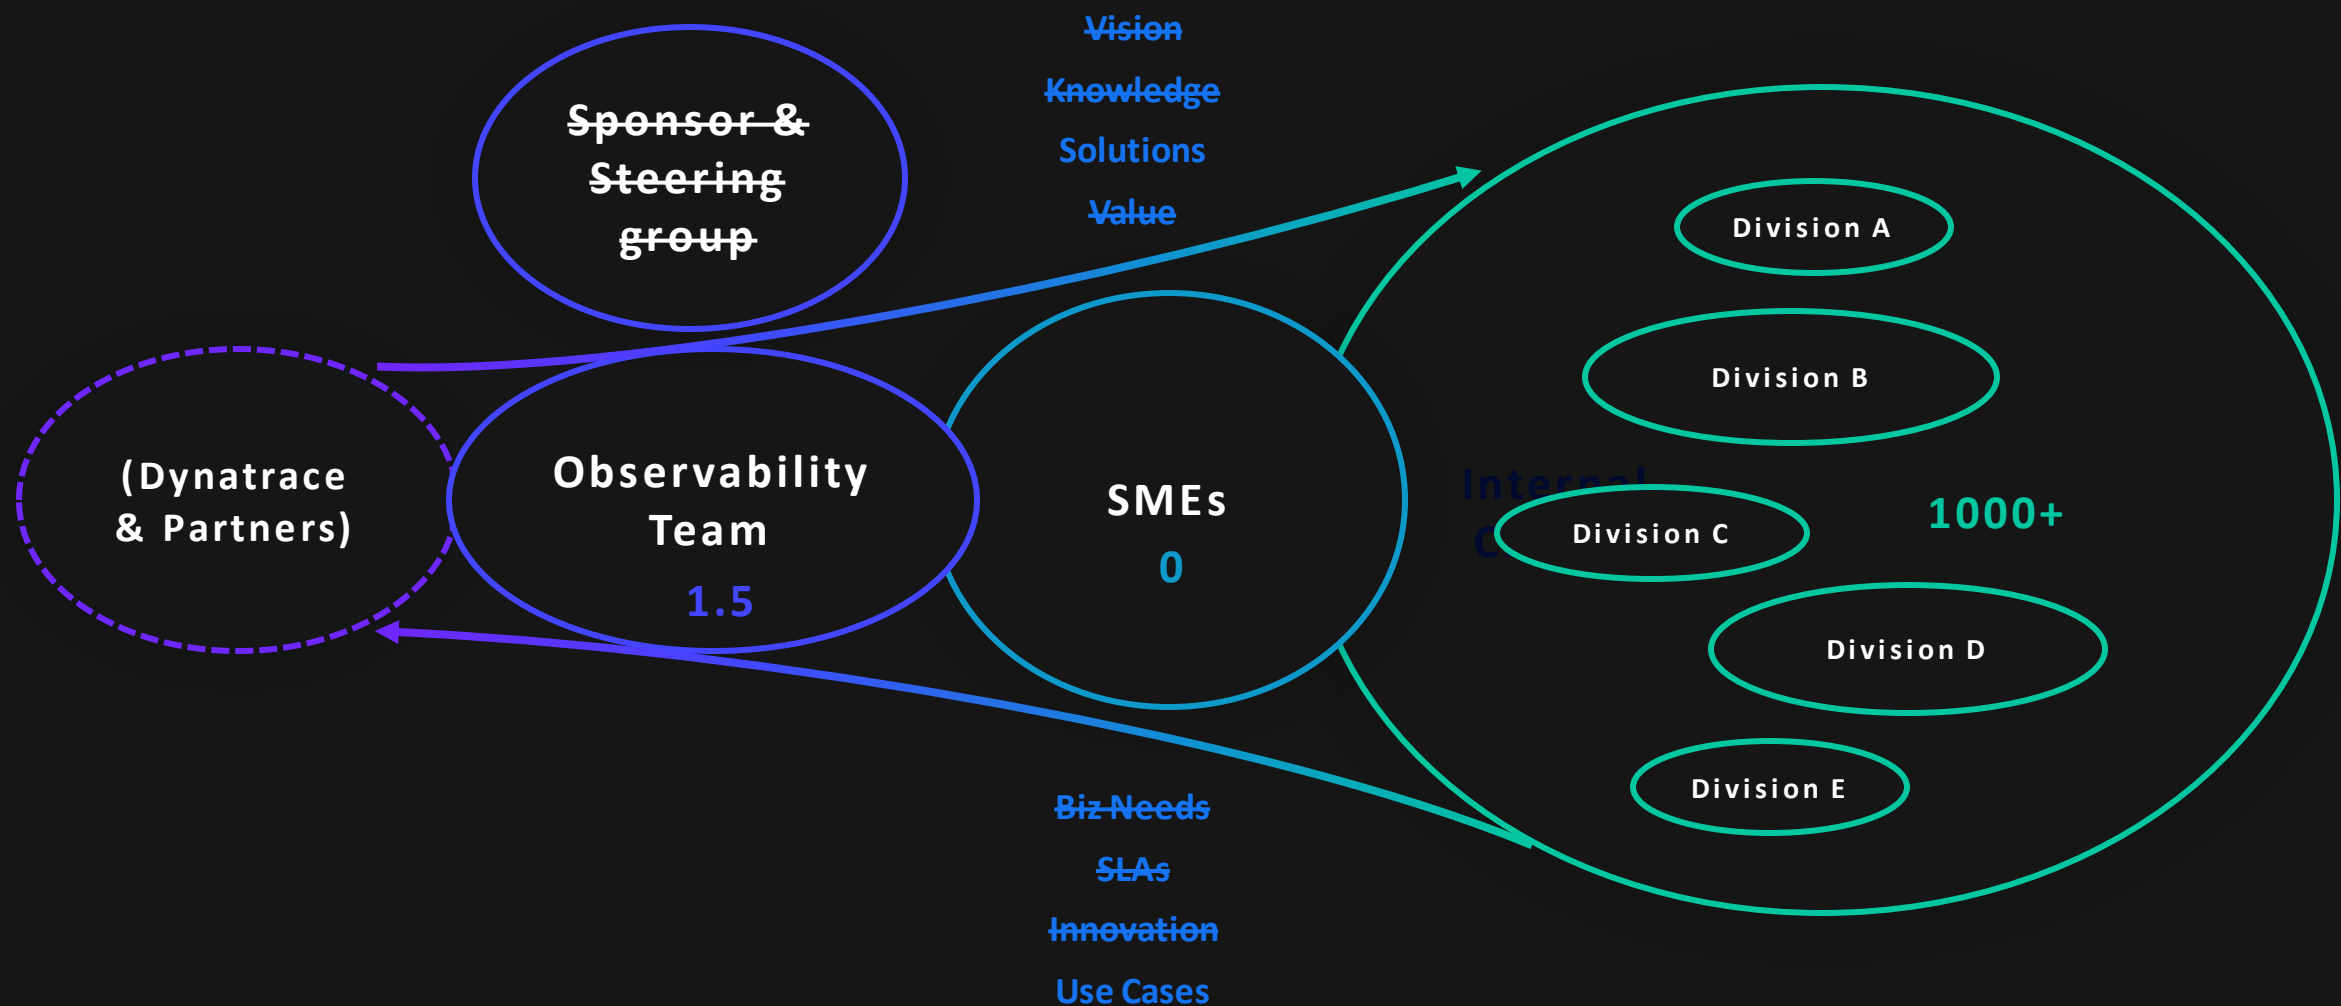 Vision
Knowledge
Solutions
Value
Sponsor &
Steering
group
(Dynatrace
& Partners)
Observability
Team
1.5
SMEs
0
Internal
Division A
Division B
Division C
1000+
Division D
Division E
Biz Needs
SLAs
Innovation
Use Cases